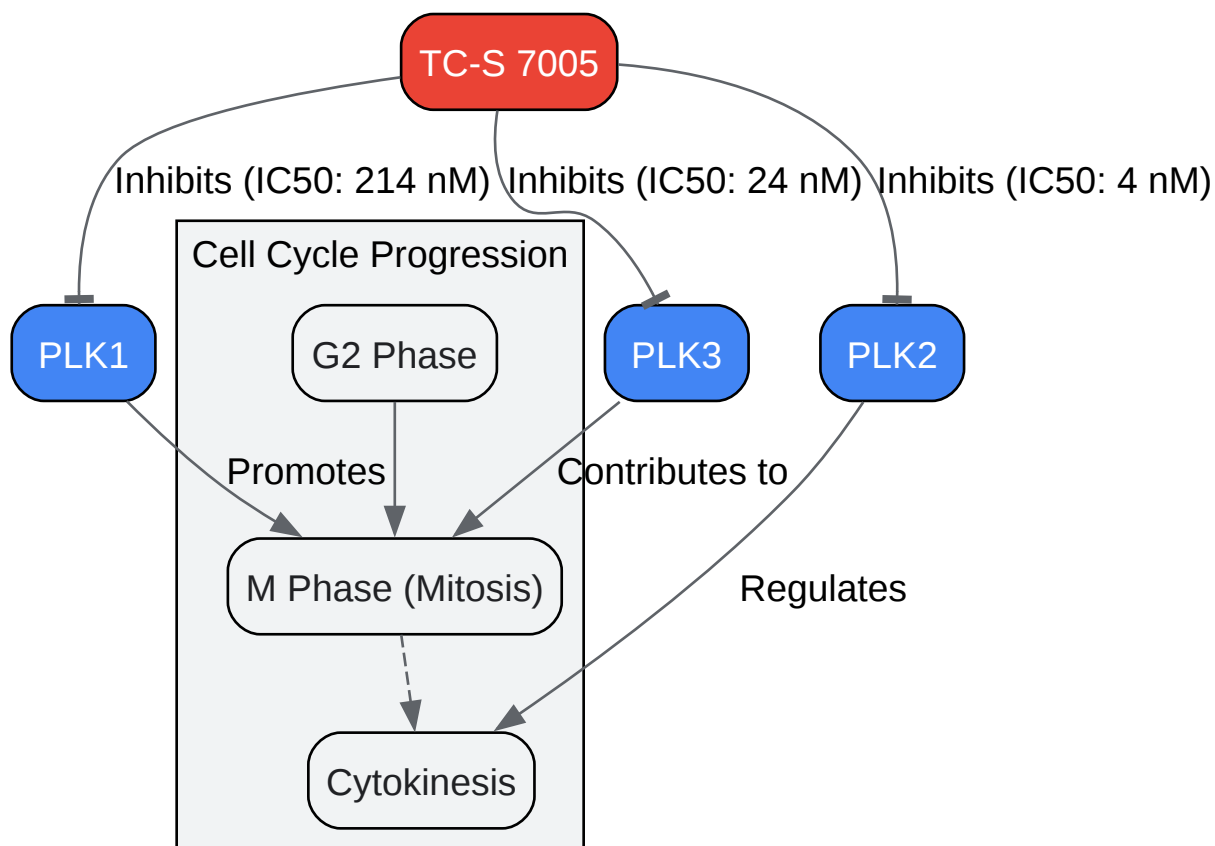 TC-S 7005
Inhibits (IC50: 214 nM)
Inhibits (IC50: 24 nM)
Inhibits (IC50: 4 nM)
Cell Cycle Progression
PLK1
G2 Phase
PLK3
PLK2
Promotes
Contributes to
M Phase (Mitosis)
Regulates
Cytokinesis